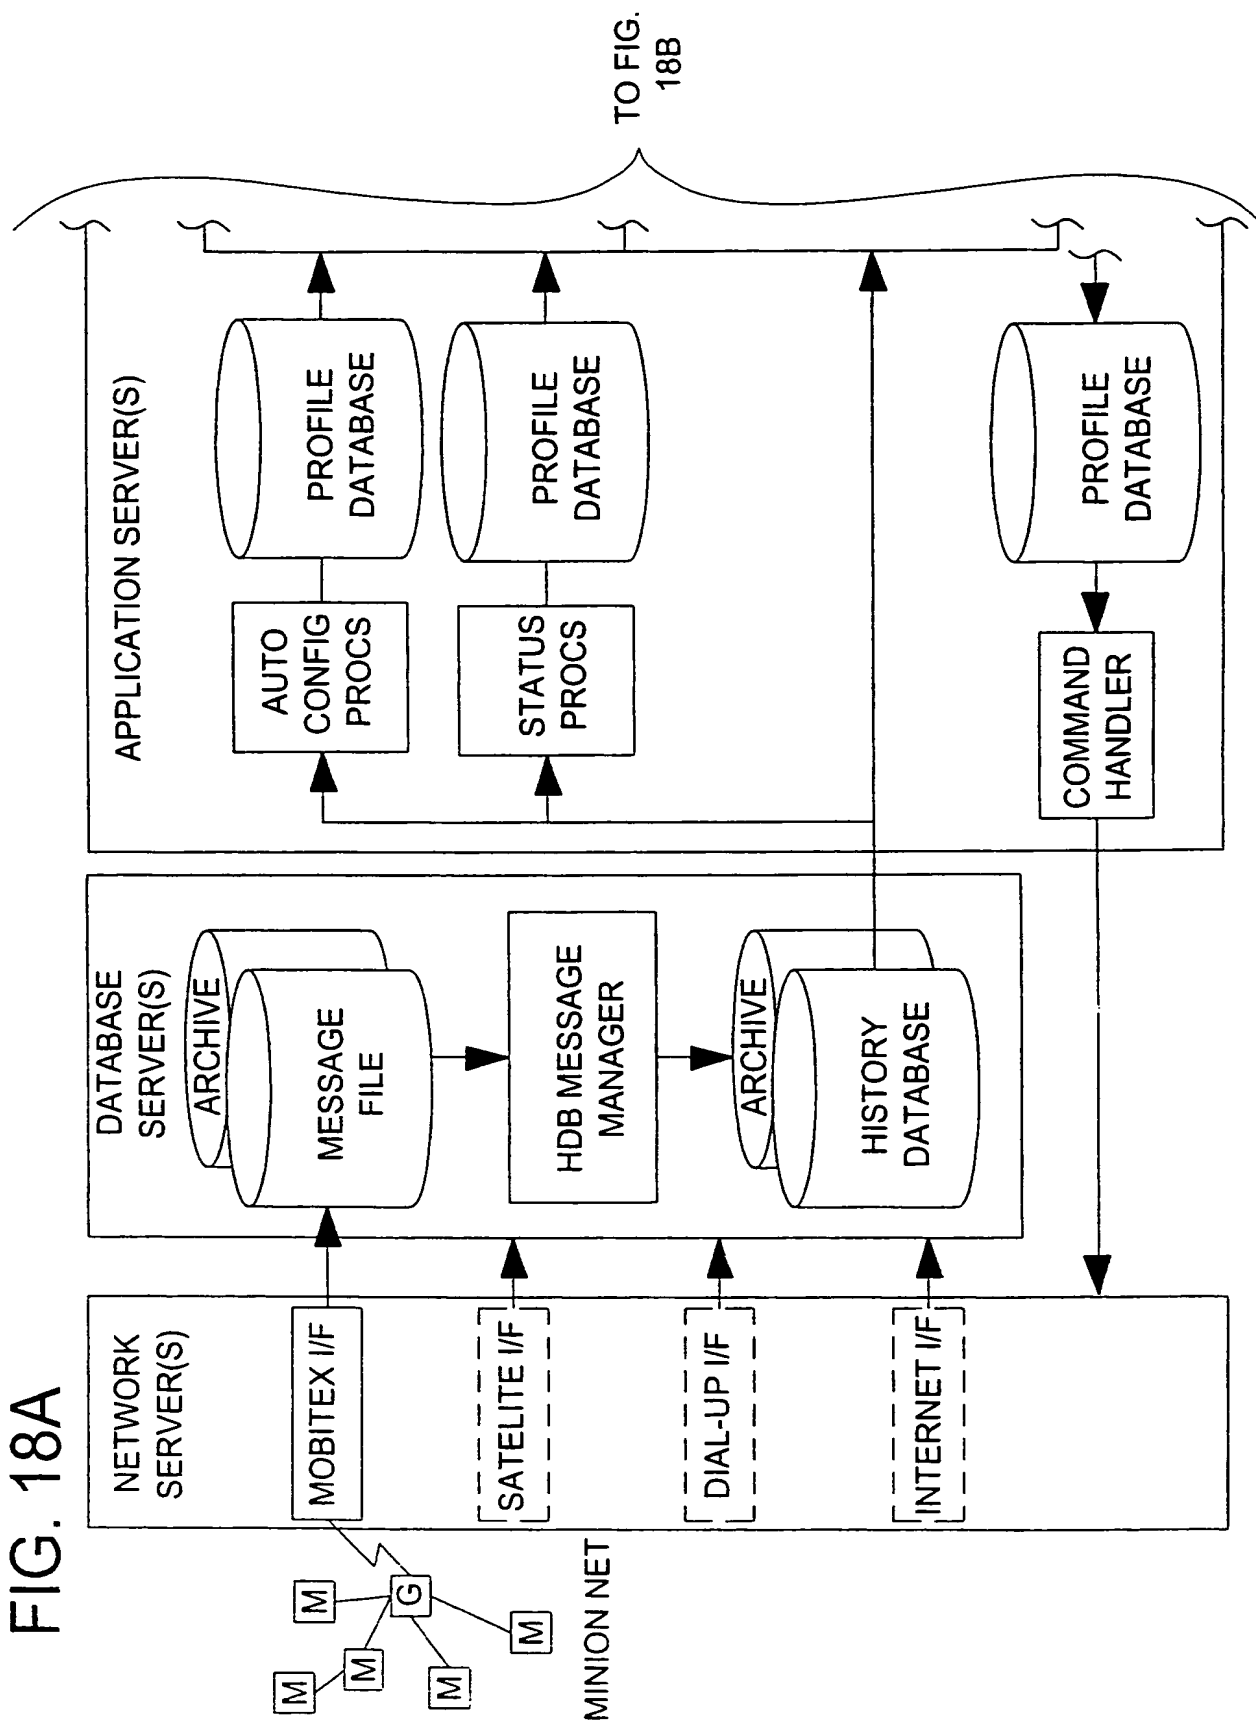 FIG. 18A
NETWORK
SERVER(S)
MOBITEX I/F
SATELITE I/F
DIAL-UP I/F
INTERNET I/F
M
M
M
M
M
G
MINION NET
DATABASE
SERVER(S)
ARCHIVE
MESSAGE
FILE
HDB MESSAGE
MANAGER
ARCHIVE
HISTORY
DATABASE
APPLICATION SERVER(S)
AUTO
CONFIG
PROCS
PROFILE
DATABASE
STATUS
PROCS
PROFILE
DATABASE
COMMAND
HANDLER
PROFILE
DATABASE
TO FIG.
18B